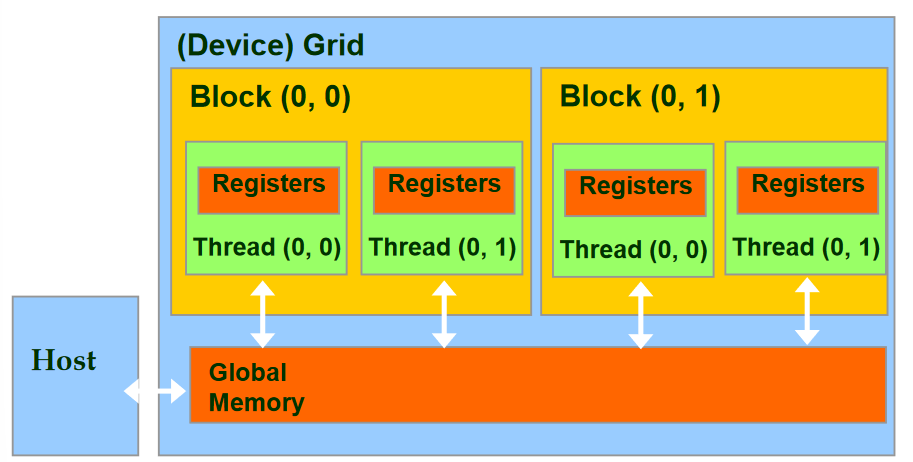 (Device) Grid
Block (0, 0)
Block (0, 1)
Registers
Registers
Registers
Registers
Thread (0, 0)
Thread (0, 1)
Thread (0, 0)
Thread (0, 1)
Host
Global
Memory